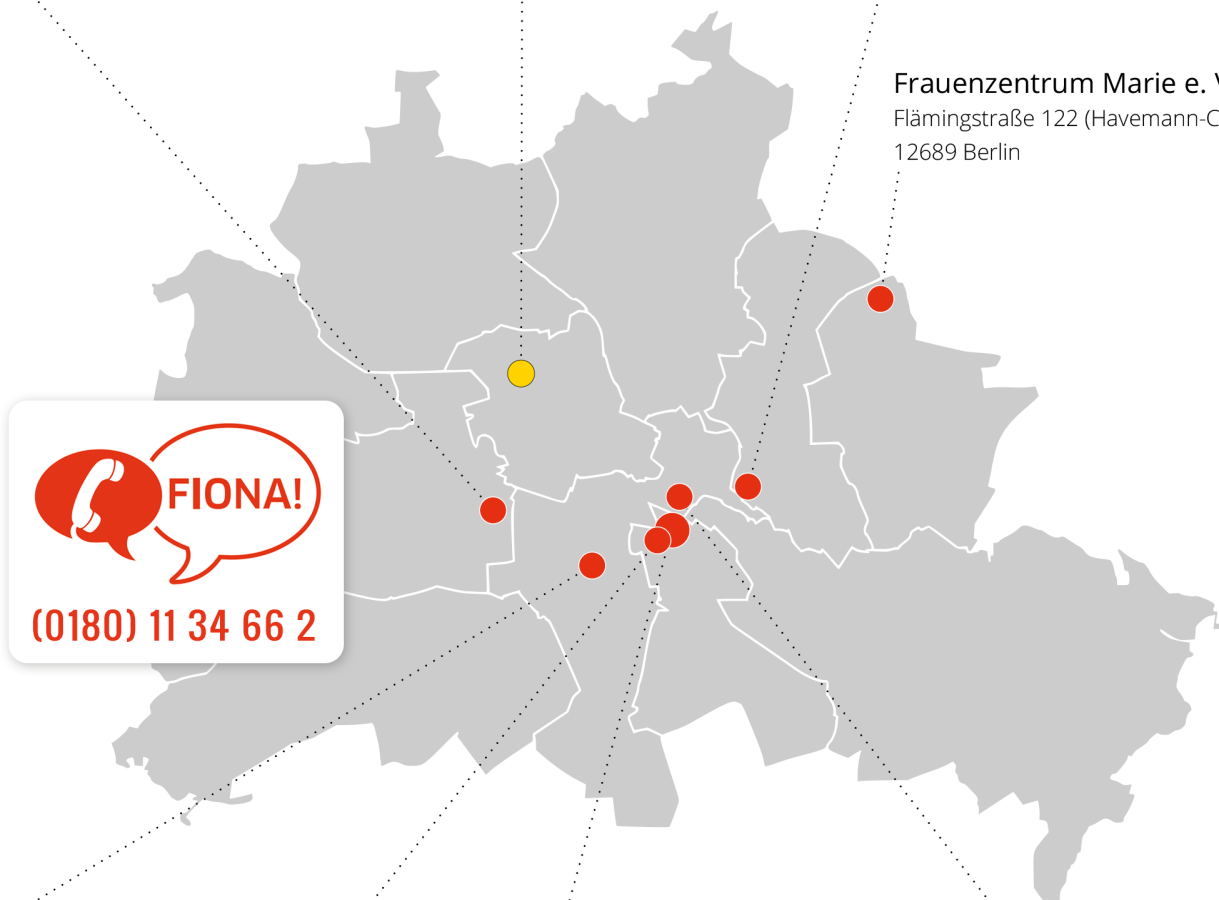 Frauenzentrum Marie e.
Flämingstraße 122 (Havemann-C
12689 Berlin
FIONA!
(0180) 11 34 66 2